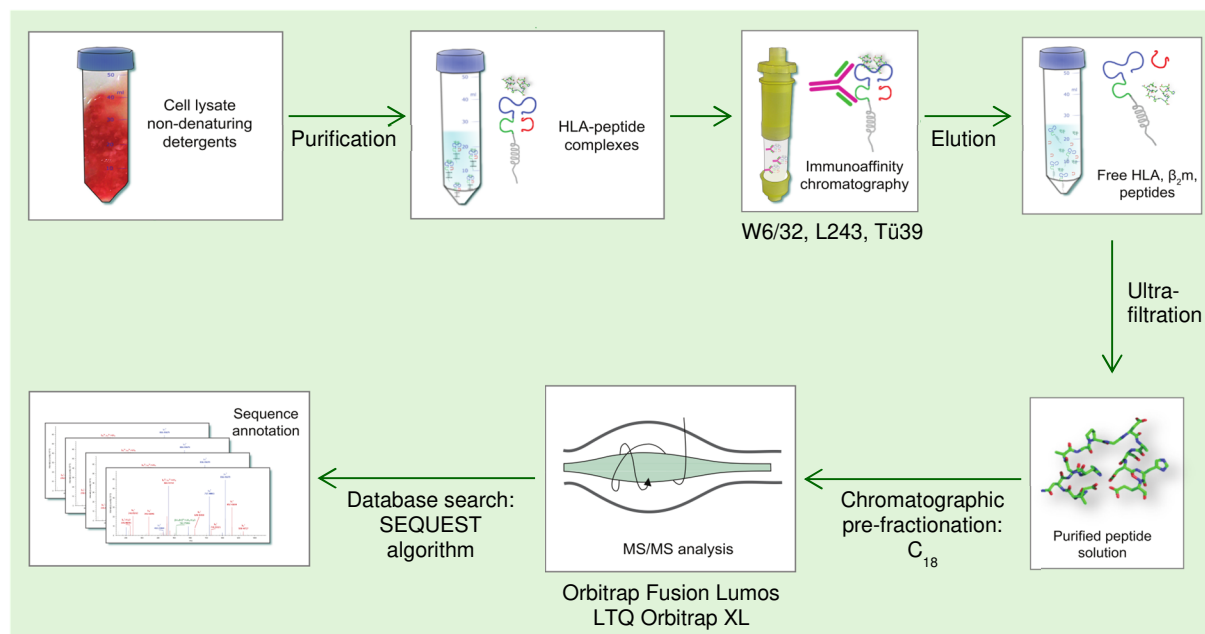 Cell lysate
non-denaturing
detergents
Purification
HLA-peptide
complexes
Immunoaffinity
chromatography
W6/32, L243, Tü39
Elution
Free HLA, β₂m,
peptides
Ultra-
filtration
Purified peptide
solution
Chromatographic
pre-fractionation:
C₁₈
MS/MS analysis
Orbitrap Fusion Lumos
LTQ Orbitrap XL
Database search:
SEQUEST
algorithm
Sequence
annotation